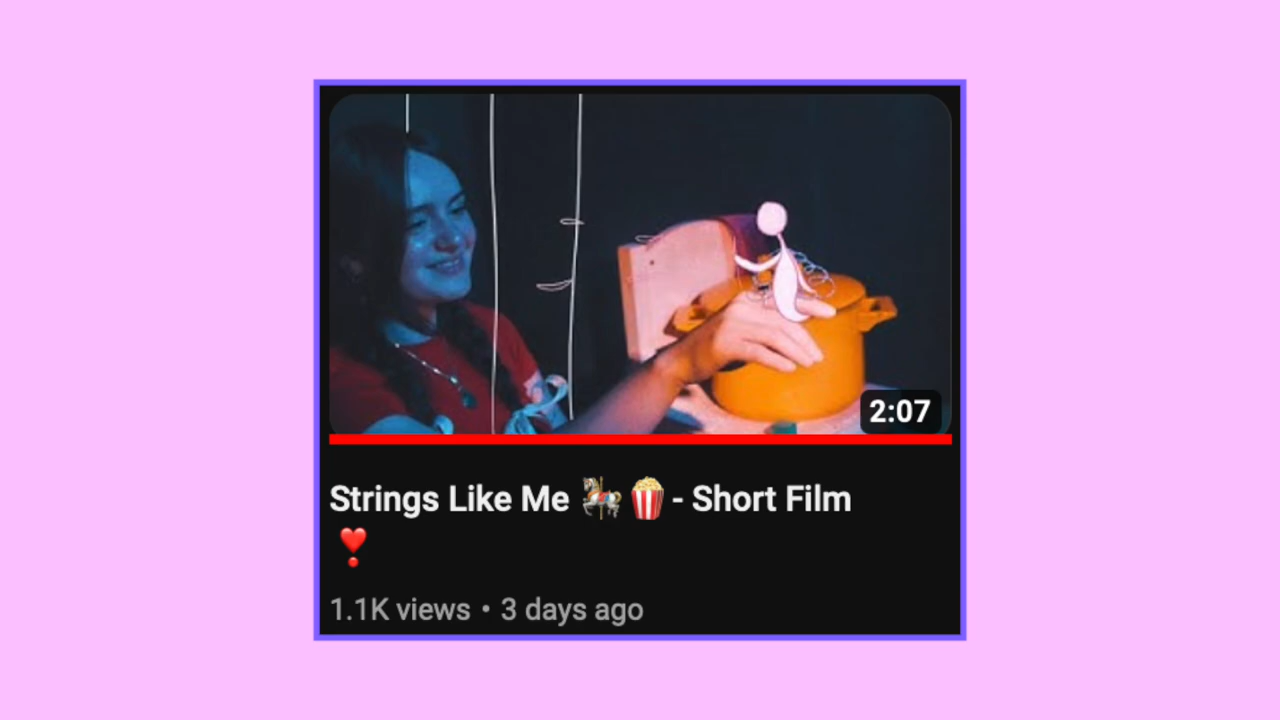 2:07
Strings Like Me 🎠🍿 - Short Film
❣️
1.1K views • 3 days ago